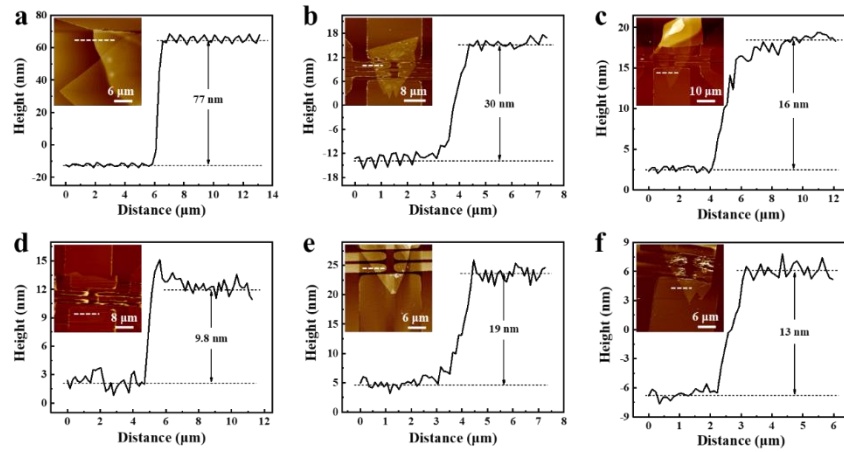 a
Height (nm)
80
60
40
20
0
-20
6 μm
77 nm
0 2 4 6 8 10 12 14
Distance (μm)
b
Height (nm)
24
18
12
6
0
-6
-12
-18
8 μm
30 nm
0 1 2 3 4 5 6 7 8
Distance (μm)
c
Height (nm)
20
15
10
5
0
10 μm
16 nm
0 2 4 6 8 10 12
Distance (μm)
d
Height (nm)
15
12
9
6
3
0
8 μm
9.8 nm
0 2 4 6 8 10 12
Distance (μm)
e
Height (nm)
30
25
20
15
10
5
0
6 μm
19 nm
0 1 2 3 4 5 6 7 8
Distance (μm)
f
Height (nm)
9
6
3
0
-3
-6
-9
6 μm
13 nm
0 1 2 3 4 5 6
Distance (μm)